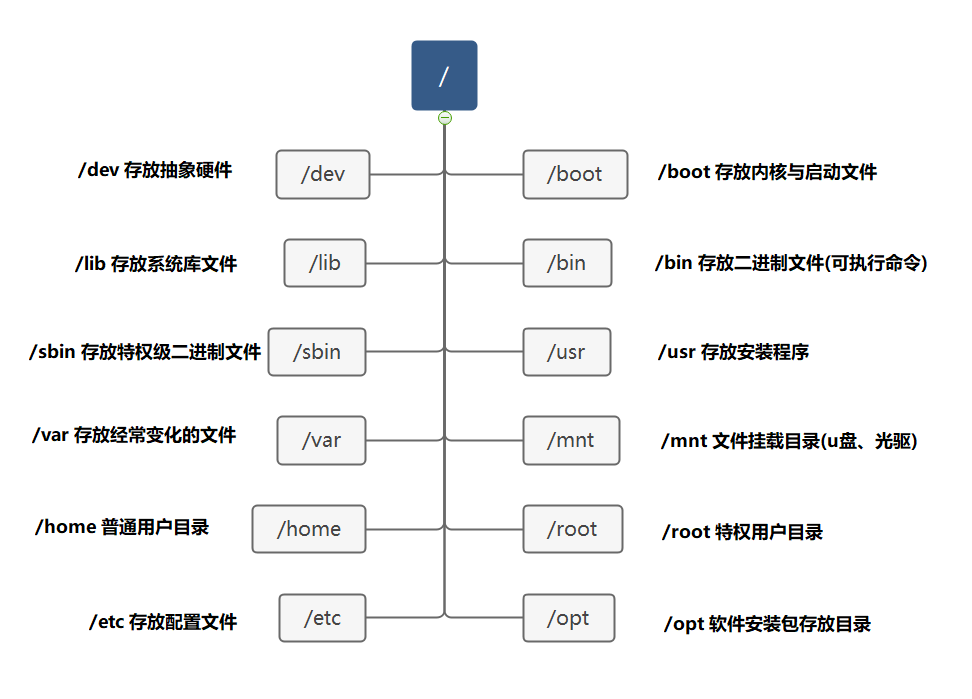 /
/dev 存放抽象硬件 /dev /boot /boot 存放内核与启动文件
/lib 存放系统库文件 /lib /bin /bin 存放二进制文件(可执行命令)
/sbin 存放特权级二进制文件 /sbin /usr /usr 存放安装程序
/var 存放经常变化的文件 /var /mnt /mnt 文件挂载目录(u盘、光驱)
/home 普通用户目录 /home /root /root 特权用户目录
/etc 存放配置文件 /etc /opt /opt 软件安装包存放目录